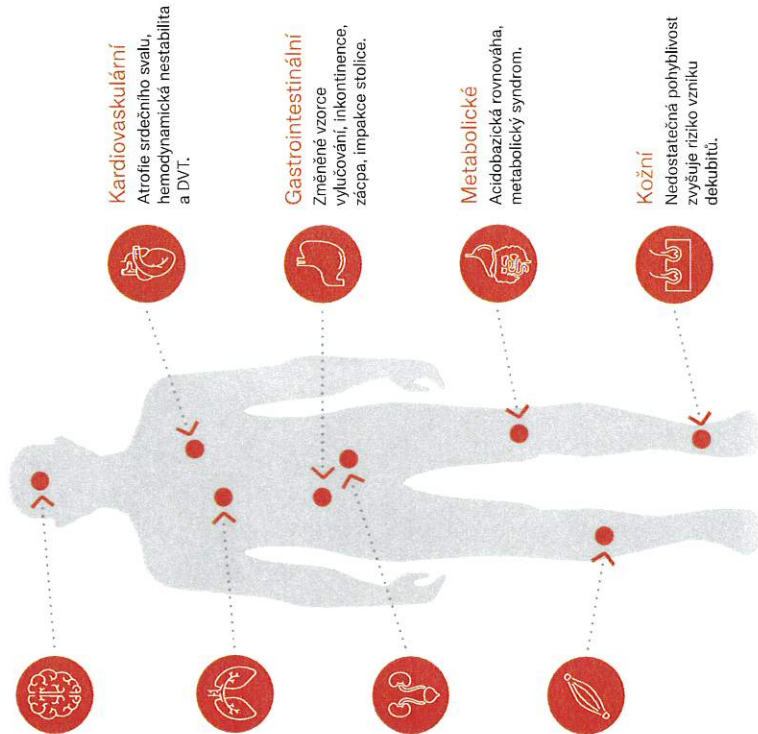 Kardiovaskulární
Atrofie srdečního svalu,
hemodynamická nestabilita
a DVT.
Gastrointestinální
Změněné vzorce
vylučování, inkontinence,
zácpa, impakce stolice.
Metabolické
Acidobazická rovnováha,
metabolický syndrom.
Kožní
Nedostatečná pohyblivost
zvyšuje riziko vzniku
dekubitů.